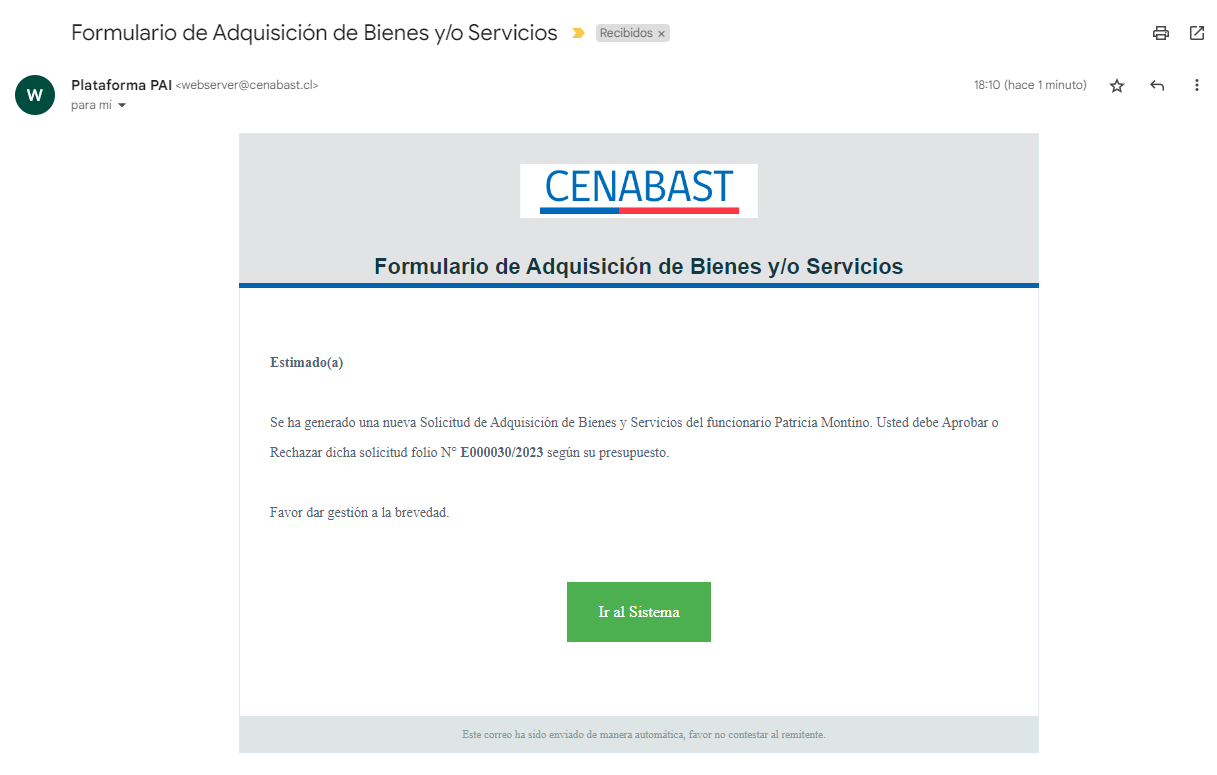 Formulario de Adquisición de Bienes y/o Servicios Recibidos ×
Plataforma PAI <webserver@cenabast.cl> 18:10 (hace 1 minuto)
W
para mí
CENABAST
Formulario de Adquisición de Bienes y/o Servicios
Estimado(a)
Se ha generado una nueva Solicitud de Adquisición de Bienes y Servicios del funcionario Patricia Montino. Usted debe Aprobar o
Rechazar dicha solicitud folio N° E000030/2023 según su presupuesto.
Favor dar gestión a la brevedad.
Ir al Sistema
Este correo ha sido enviado de manera automática, favor no contestar al remitente.